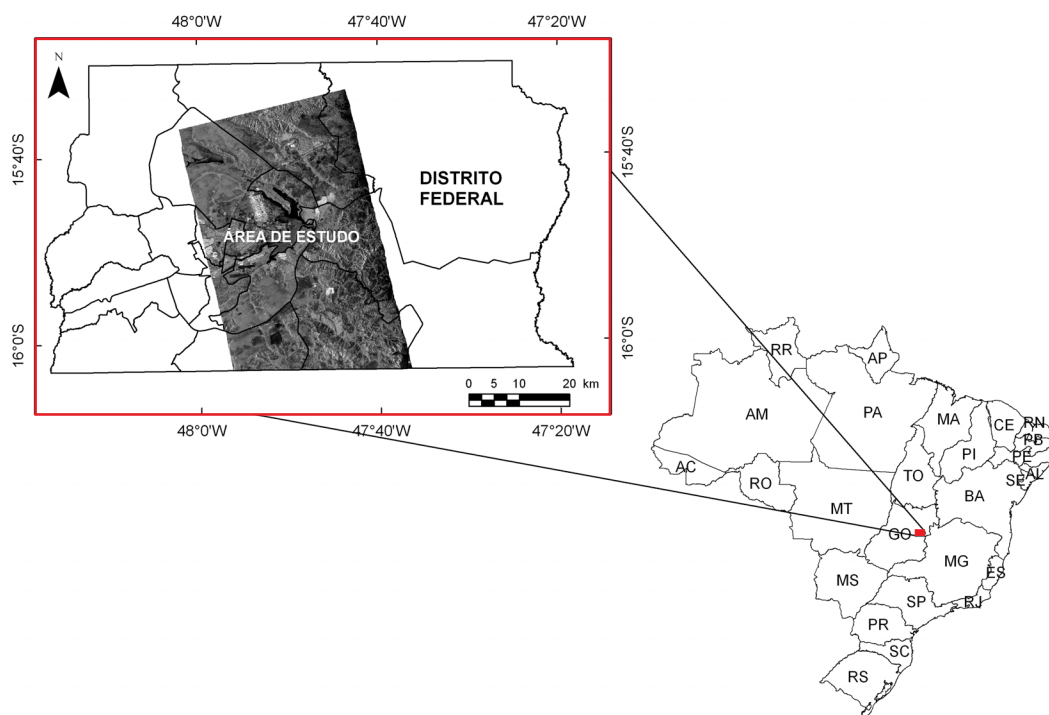 48°0'W
47°40'W
47°20'W
N
15°40'S
15°40'S
DISTRITO
FEDERAL
ÁREA DE ESTUDO
16°0'S
16°0'S
0 5 10 20 km
48°0'W
47°40'W
47°20'W
RR
AP
AM
PA
MA
CE
RN
PB
PI
PE
AC
TO
AL
RO
SE
BA
MT
GO
MG
ES
MS
SP
RJ
PR
SC
RS